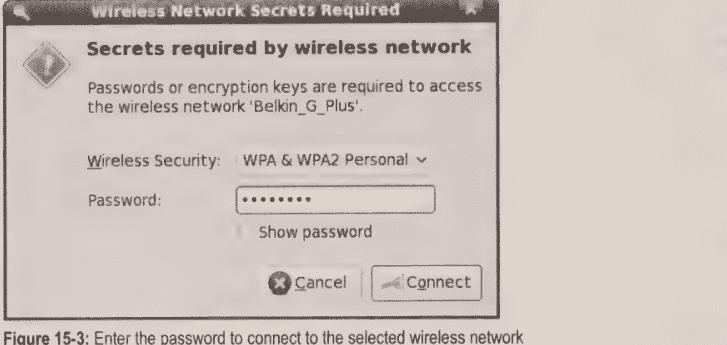 Wireless Network Secrets Required
Secrets required by wireless network
Passwords or encryption keys are required to access
the wireless network 'Belkin_G_Plus'.
Wireless Security: WPA & WPA2 Personal
Password: ••••••••
Show password
Cancel Connect
Figure 15-3: Enter the password to connect to the selected wireless network